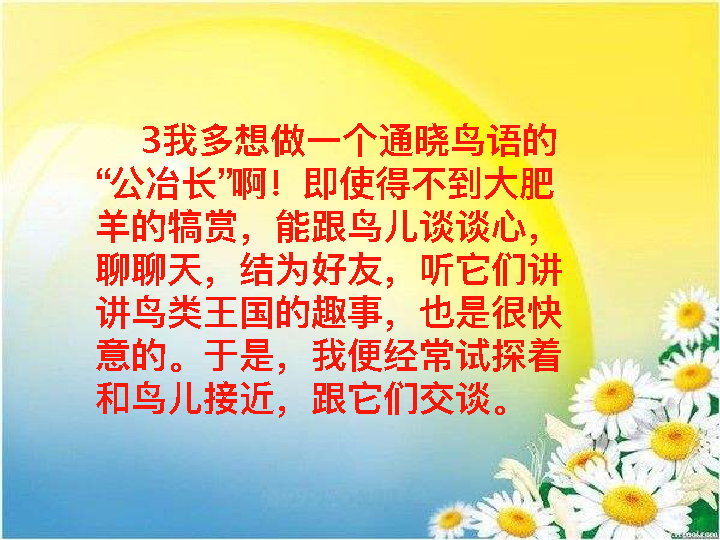 3我多想做一个通晓鸟语的
“公冶长”啊！即使得不到大肥
羊的犒赏，能跟鸟儿谈谈心，
聊聊天，结为好友，听它们讲
讲鸟类王国的趣事，也是很快
意的。于是，我便经常试探着
和鸟儿接近，跟它们交谈。